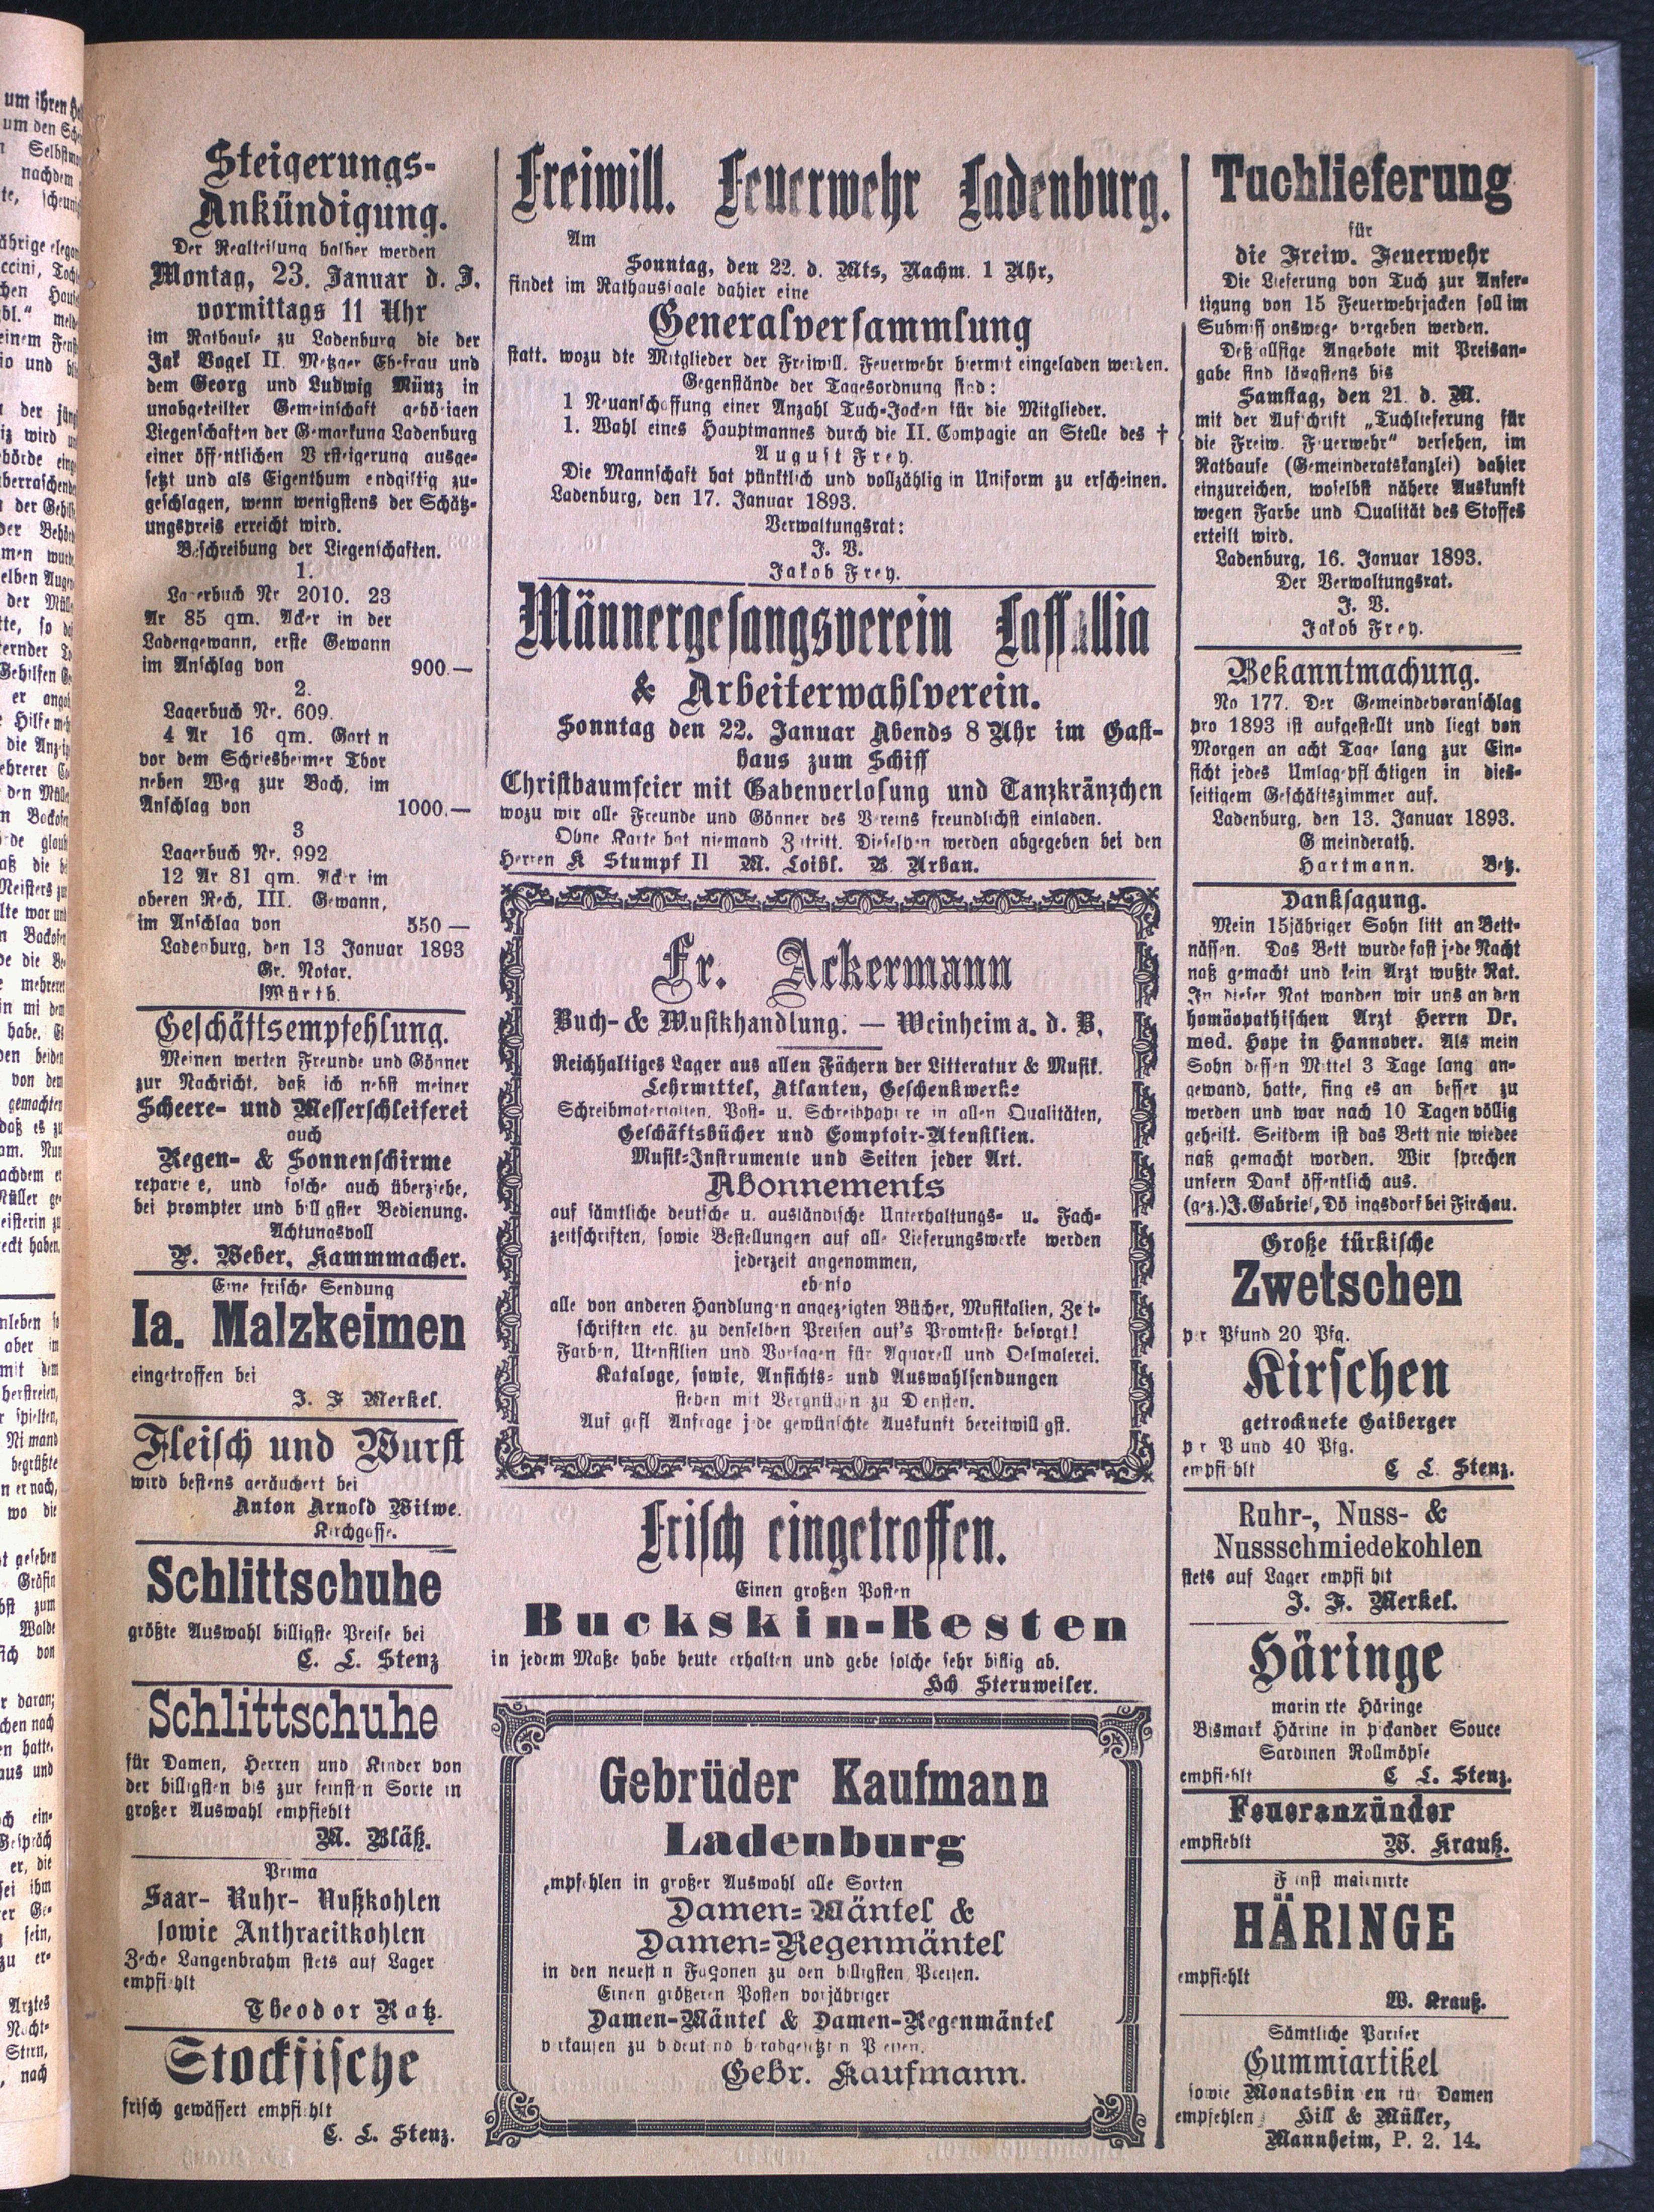 Steigerungs-
Ankündigung.
Der Realteilung halber werden
Montag, 23. Januar d. J.
vormittags 11 Uhr
im Rathause zu Ladenburg die der
Jak Vogel II. Metzger Ehefrau und
dem Georg und Ludwig Münz in
unabgeteilter Gemeinschaft gehörigen
Liegenschaften der Gemarkung Ladenburg
einer öffentlichen Versteigerung ausge-
setzt und als Eigenthum endgiltig zu-
geschlagen, wenn wenigstens der Schätz-
ungspreis erreicht wird.
Beschreibung der Liegenschaften.
1.
Lagerbuch Nr 2010. 23
Ar 85 qm. Acker in der
Ladengewann, erste Gewann
im Anschlag von 900.—
2.
Lagerbuch Nr. 609.
4 Ar 16 qm. Garten
vor dem Schriesheimer Thor
neben Weg zur Bach, im
Anschlag von 1000.—
3
Lagerbuch Nr. 992
12 Ar 81 qm. Acker im
oberen Rech, III. Gewann,
im Anschlag von 550 —
Ladenburg, den 13 Januar 1893
Gr. Notar.
Würth.
Geschäftsempfehlung.
Meinen werten Freunde und Gönner
zur Nachricht, daß ich nebst meiner
Scheere- und Messerschleiferei
auch
Regen- & Sonnenschirme
repariere, und solche auch überziehe,
bei prompter und billigster Bedienung.
Achtungsvoll
P. Weber, Kammmacher.
Eine frische Sendung
Ia. Malzkeimen
eingetroffen bei
J. F Merkel.
Fleisch und Wurst
wird bestens geräuchert bei
Anton Arnold Witwe.
Kirchgasse.
Schlittschuhe
größte Auswahl billigste Preise bei
C. L. Stenz
Schlittschuhe
für Damen, Herren und Kinder von
der billigsten bis zur feinsten Sorte in
großer Auswahl empfiehlt
M. Bläß.
Prima
Saar- Ruhr- Nußkohlen
sowie Anthracitkohlen
Zeche Langenbrahm stets auf Lager
empfiehlt
Theodor Ratz.
Stockfische
frisch gewässert empfiehlt
C. L. Stenz.
Freiwill. Feuerwehr Ladenburg.
Am
Sonntag, den 22. d. Mts, Nachm. 1 Uhr,
findet im Rathaussaale dahier eine
Generalversammlung
statt, wozu die Mitglieder der Freiwill. Feuerwehr hiermit eingeladen werden.
Gegenstände der Tagesordnung sind:
1 Neuanschaffung einer Anzahl Tuch-Jacken für die Mitglieder.
1. Wahl eines Hauptmannes durch die II. Compagie an Stelle des †
August Frey.
Die Mannschaft hat pünktlich und vollzählig in Uniform zu erscheinen.
Ladenburg, den 17. Januar 1893.
Verwaltungsrat:
J. V.
Jakob Frey.
Männergesangsverein Lassallia
& Arbeiterwahlverein.
Sonntag den 22. Januar Abends 8 Uhr im Gast-
haus zum Schiff
Christbaumfeier mit Gabenverlosung und Tanzkränzchen
wozu wir alle Freunde und Gönner des Vereins freundlichst einladen.
Ohne Karte hat niemand Zutritt. Dieselben werden abgegeben bei den
Herren K Stumpf II M. Loibl. B. Urban.
Fr. Ackermann
Buch- & Musikhandlung. — Weinheim a. d. B.
Reichhaltiges Lager aus allen Fächern der Litteratur & Musik.
Lehrmittel, Atlanten, Geschenkwerke
Schreibmaterialien, Post- u. Schreibpapiere in allen Qualitäten,
Geschäftsbücher und Comptoir-Utensilien.
Musik-Instrumente und Seiten jeder Art.
Abonnements
auf sämtliche deutsche u. ausländische Unterhaltungs- u. Fach-
zeitschriften, sowie Bestellungen auf alle Lieferungswerke werden
jederzeit angenommen,
ebenso
alle von anderen Handlungen angezeigten Bücher, Musikalien, Zeit-
schriften etc. zu denselben Preisen auf's Promteste besorgt!
Farben, Utensilien und Vorlagen für Aquarell und Oelmalerei.
Kataloge, sowie, Ansichts- und Auswahlsendungen
stehen mit Vergnügen zu Diensten.
Auf gefl Anfrage jede gewünschte Auskunft bereitwilligst.
Frisch eingetroffen.
Einen großen Posten
Buckskin-Resten
in jedem Maße habe heute erhalten und gebe solche sehr billig ab.
Hch Sternweiler.
Gebrüder Kaufmann
Ladenburg
empfehlen in großer Auswahl alle Sorten
Damen-Mäntel &
Damen-Regenmäntel
in den neuesten Façonen zu den billigsten Preisen.
Einen größeren Posten vorjähriger
Damen-Mäntel & Damen-Regenmäntel
verkaufen zu bedeutend herabgesetzten Preisen.
Gebr. Kaufmann.
Tuchlieferung
für
die Freiw. Feuerwehr
Die Lieferung von Tuch zur Anfer-
tigung von 15 Feuerwehrjacken soll im
Submissionswege vergeben werden.
Deßallsige Angebote mit Preisan-
gabe sind längstens bis
Samstag, den 21. d. M.
mit der Aufschrift „Tuchlieferung für
die Freiw. Feuerwehr“ versehen, im
Rathause (Gemeinderatskanzlei) dahier
einzureichen, woselbst nähere Auskunft
wegen Farbe und Qualität des Stoffes
erteilt wird.
Ladenburg, 16. Januar 1893.
Der Verwaltungsrat.
J. V.
Jakob Frey.
Bekanntmachung.
No 177. Der Gemeindevoranschlag
pro 1893 ist aufgestellt und liegt von
Morgen an acht Tage lang zur Ein-
sicht jedes Umlagepflichtigen in dies-
seitigem Geschäftszimmer auf.
Ladenburg, den 13. Januar 1893.
Gemeinderath.
Hartmann. Betz.
Danksagung.
Mein 15jähriger Sohn litt an Bett-
nässen. Das Bett wurde fast jede Nacht
naß gemacht und kein Arzt wußte Rat.
In dieser Not wanden wir uns an den
homöopathischen Arzt Herrn Dr.
med. Hope in Hannover. Als mein
Sohn dessen Mittel 3 Tage lang an-
gewand, hatte, fing es an besser zu
werden und war nach 10 Tagen völlig
geheilt. Seitdem ist das Bett nie wieder
naß gemacht worden. Wir sprechen
unsern Dank öffentlich aus.
(gez.) J. Gabriel, bei Firchau.
Große türkische
Zwetschen
per Pfund 20 Pfg.
Kirschen
getrocknete Gaiberger
per Pfund 40 Pfg.
empfiehlt C L. Stenz.
Ruhr-, Nuss- &
Nussschmiedekohlen
stets auf Lager empfiehlt
J. F. Merkel.
Häringe
marinirte Häringe
Bismark Härine in pickander Souce
Sardinen Rollmöpse
empfiehlt C L. Stenz.
Feueranzünder
empfiehlt W. Krauß.
Feinst marinirte
HÄRINGE
empfiehlt
W. Krauß.
Sämtliche Pariser
Gummiartikel
sowie Monatsbinden für Damen
empfehlen Hill & Müller,
Mannheim, P. 2. 14.